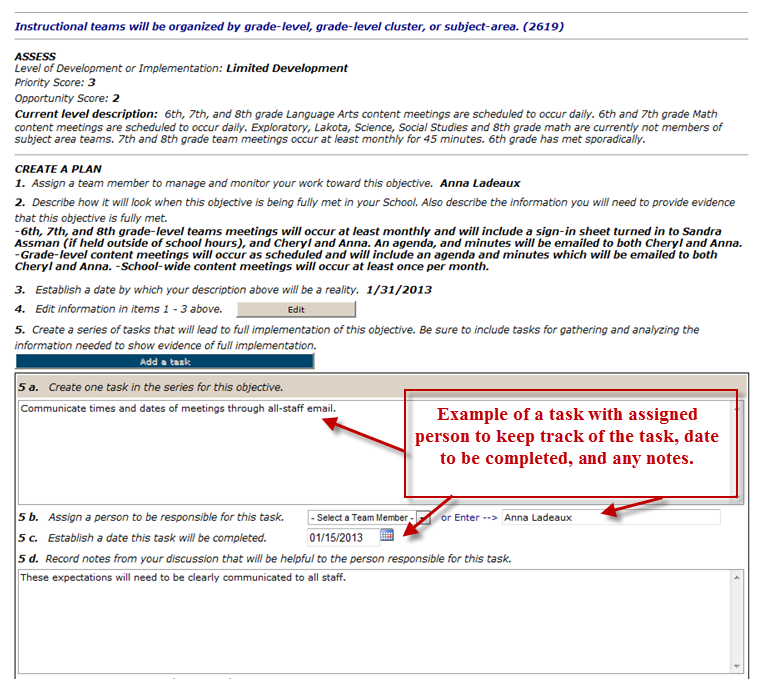 Instructional teams will be organized by grade-level, grade-level cluster, or subject-area. (2619)
ASSESS
Level of Development or Implementation: Limited Development
Priority Score: 3
Opportunity Score: 2
Current level description: 6th, 7th, and 8th grade Language Arts content meetings are scheduled to occur daily. 6th and 7th grade Math
content meetings are scheduled to occur daily. Exploratory, Lakota, Science, Social Studies and 8th grade math are currently not members of
subject area teams. 7th and 8th grade team meetings occur at least monthly for 45 minutes. 6th grade has met sporadically.
CREATE A PLAN
1. Assign a team member to manage and monitor your work toward this objective. Anna Ladeaux
2. Describe how it will look when this objective is being fully met in your School. Also describe the information you will need to provide evidence
that this objective is fully met.
-6th, 7th, and 8th grade-level teams meetings will occur at least monthly and will include a sign-in sheet turned in to Sandra
Assman (if held outside of school hours), and Cheryl and Anna. An agenda, and minutes will be emailed to both Cheryl and Anna.
-Grade-level content meetings will occur as scheduled and will include an agenda and minutes which will be emailed to both
Cheryl and Anna. -School-wide content meetings will occur at least once per month.
3. Establish a date by which your description above will be a reality. 1/31/2013
4. Edit information in items 1 - 3 above. Edit
5. Create a series of tasks that will lead to full implementation of this objective. Be sure to include tasks for gathering and analyzing the
information needed to show evidence of full implementation.
Add a task
5 a. Create one task in the series for this objective.
Communicate times and dates of meetings through all-staff email.
Example of a task with assigned
person to keep track of the task, date
to be completed, and any notes.
5 b. Assign a person to be responsible for this task. - Select a Team Member - or Enter --> Anna Ladeaux
5 c. Establish a date this task will be completed. 01/15/2013
5 d. Record notes from your discussion that will be helpful to the person responsible for this task.
These expectations will need to be clearly communicated to all staff.